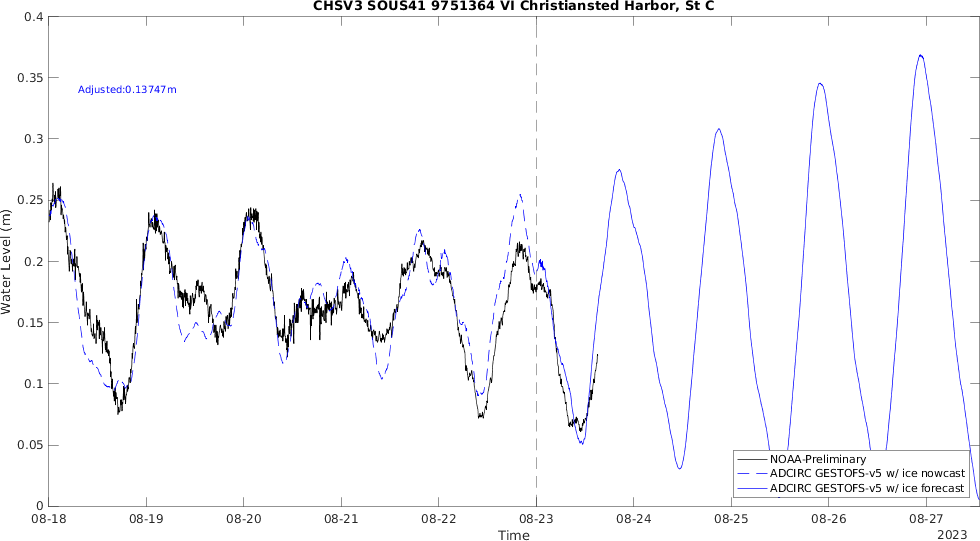 CHSV3 SOUS41 9751364 VI Christiansted Harbor, St C
0.4
0.35
0.3
0.25
0.2
0.15
0.1
0.05
0
Water Level (m)
Adjusted:0.13747m
NOAA-Preliminary
ADCIRC GESTOFS-v5 w/ ice nowcast
ADCIRC GESTOFS-v5 w/ ice forecast
08-18 08-19 08-20 08-21 08-22 08-23 08-24 08-25 08-26 08-27
Time
2023